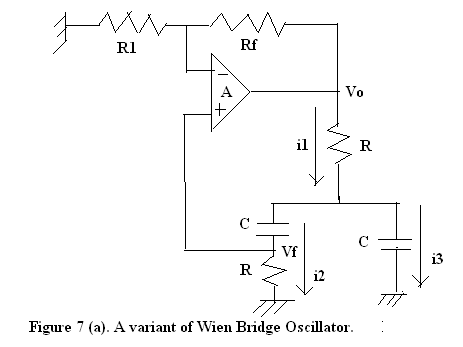 R1
Rf
−
A
+
Vo
i1
R
C
Vf
C
R
i2
i3
Figure 7 (a). A variant of Wien Bridge Oscillator.